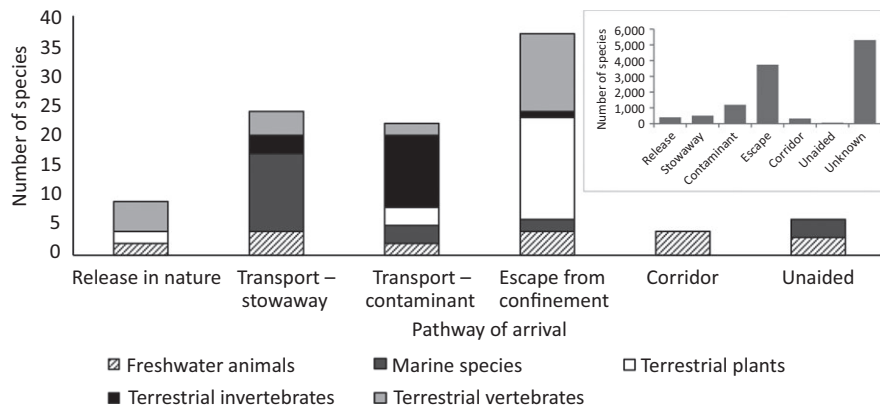 40
35
30
25
20
15
10
5
0
Number of species
Release in nature
Transport –
stowaway
Transport –
contaminant
Escape from
confinement
Corridor
Unaided
Pathway of arrival
Freshwater animals
Marine species
Terrestrial plants
Terrestrial invertebrates
Terrestrial vertebrates
6,000
5,000
4,000
3,000
2,000
1,000
0
Number of species
Release
Stowaway
Contaminant
Escape
Corridor
Unaided
Unknown